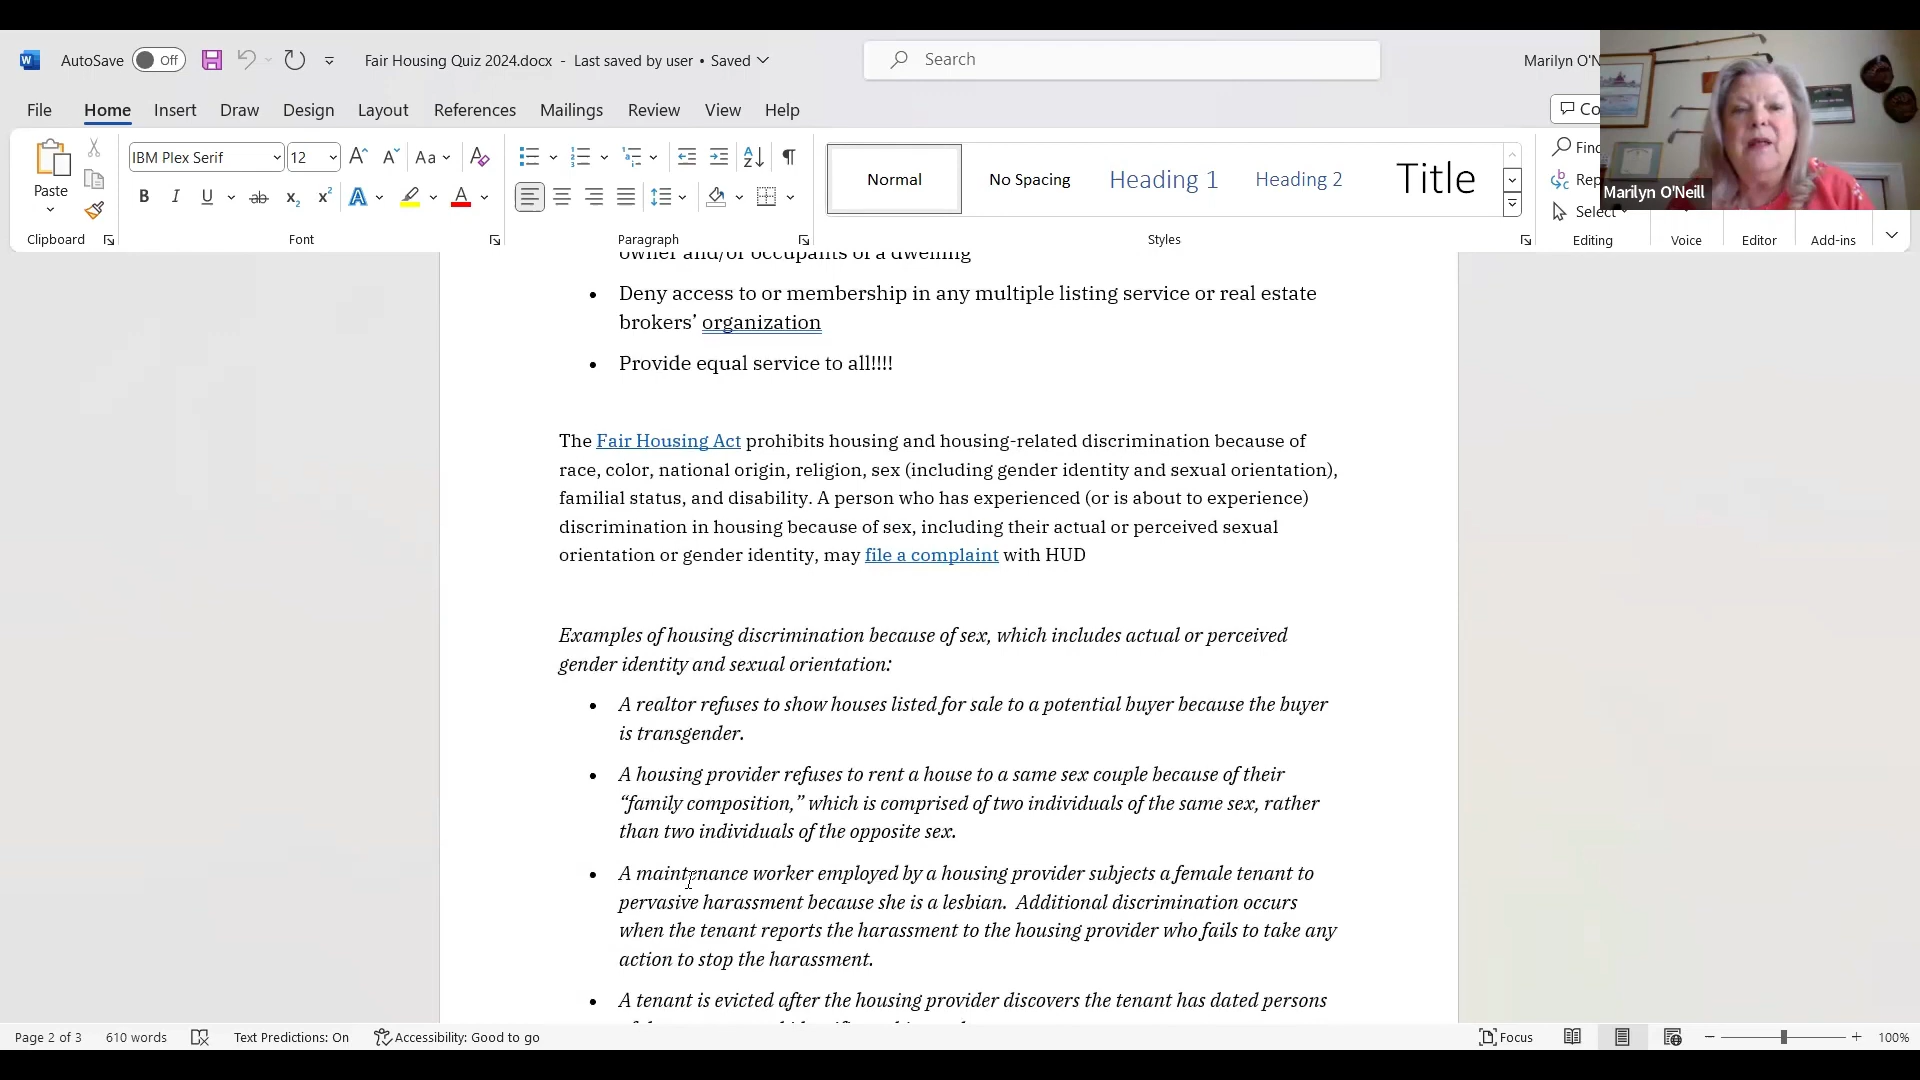 AutoSave Off Fair Housing Quiz 2024.docx - Last saved by user • Saved Search Marilyn O'N
File Home Insert Draw Design Layout References Mailings Review View Help Co
Paste IBM Plex Serif 12 Aa Normal No Spacing Heading 1 Heading 2 Title Find
Rep
Select
Marilyn O'Neill
Clipboard Font Paragraph Styles Editing Voice Editor Add-ins
owner and/or occupants of a dwelling
• Deny access to or membership in any multiple listing service or real estate
brokers’ organization
• Provide equal service to all!!!!
The Fair Housing Act prohibits housing and housing-related discrimination because of
race, color, national origin, religion, sex (including gender identity and sexual orientation),
familial status, and disability. A person who has experienced (or is about to experience)
discrimination in housing because of sex, including their actual or perceived sexual
orientation or gender identity, may file a complaint with HUD
Examples of housing discrimination because of sex, which includes actual or perceived
gender identity and sexual orientation:
• A realtor refuses to show houses listed for sale to a potential buyer because the buyer
is transgender.
• A housing provider refuses to rent a house to a same sex couple because of their
“family composition,” which is comprised of two individuals of the same sex, rather
than two individuals of the opposite sex.
• A maintenance worker employed by a housing provider subjects a female tenant to
pervasive harassment because she is a lesbian.  Additional discrimination occurs
when the tenant reports the harassment to the housing provider who fails to take any
action to stop the harassment.
• A tenant is evicted after the housing provider discovers the tenant has dated persons
Page 2 of 3 610 words Text Predictions: On Accessibility: Good to go Focus 100%